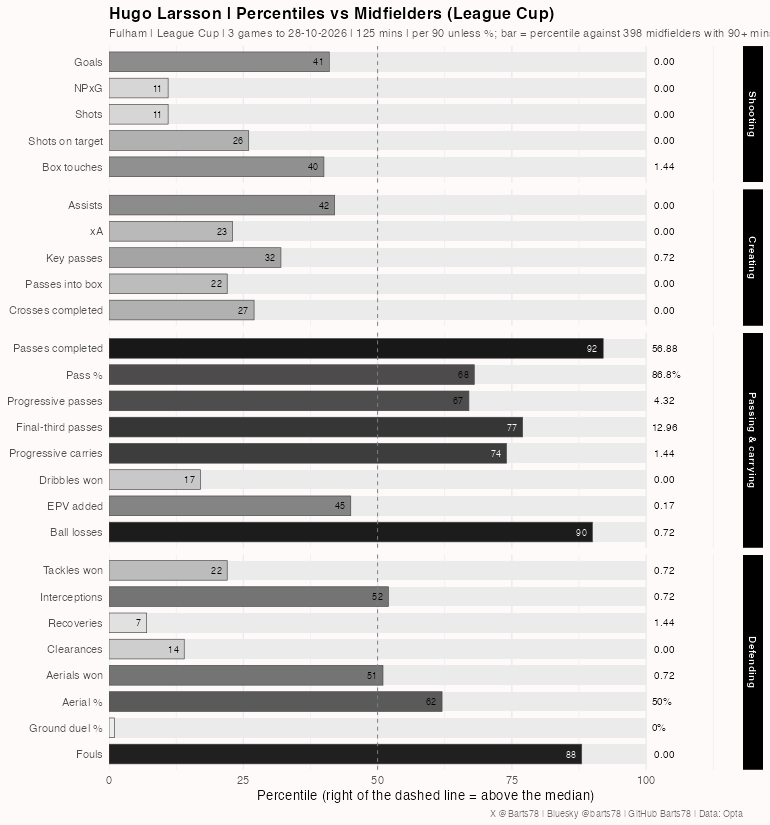 Hugo Larsson | Percentiles vs Midfielders (League Cup)
Fulham | League Cup | 3 games to 28-10-2026 | 125 mins | per 90 unless %; bar = percentile against 398 midfielders with 90+ mins
Shooting
Goals 41 0.00
NPxG 11 0.00
Shots 11 0.00
Shots on target 26 0.00
Box touches 40 1.44
Creating
Assists 42 0.00
xA 23 0.00
Key passes 32 0.72
Passes into box 22 0.00
Crosses completed 27 0.00
Passing & carrying
Passes completed 92 56.88
Pass % 68 86.8%
Progressive passes 67 4.32
Final-third passes 77 12.96
Progressive carries 74 1.44
Dribbles won 17 0.00
EPV added 45 0.17
Ball losses 90 0.72
Defending
Tackles won 22 0.72
Interceptions 52 0.72
Recoveries 7 1.44
Clearances 14 0.00
Aerials won 51 0.72
Aerial % 62 50%
Ground duel % 0%
Fouls 88 0.00
0 25 50 75 100
Percentile (right of the dashed line = above the median)
X @Barts78 | Bluesky @barts78 | GitHub Barts78 | Data: Opta